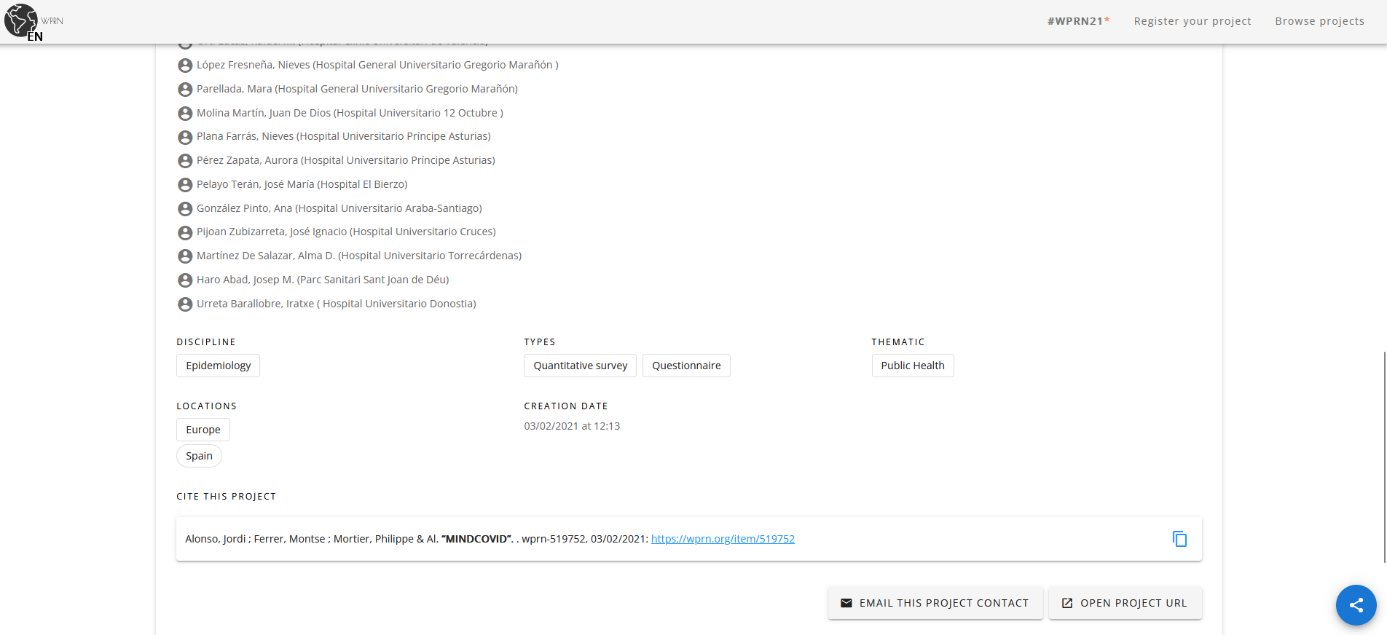 WPRN
EN
#WPRN21*
Register your project
Browse projects
López Fresneña, Nieves (Hospital General Universitario Gregorio Marañón )
Parellada, Mara (Hospital General Universitario Gregorio Marañón)
Molina Martín, Juan De Dios (Hospital Universitario 12 Octubre )
Plana Farrás, Nieves (Hospital Universitario Príncipe Asturias)
Pérez Zapata, Aurora (Hospital Universitario Príncipe Asturias)
Pelayo Terán, José María (Hospital El Bierzo)
González Pinto, Ana (Hospital Universitario Araba-Santiago)
Pijoan Zubizarreta, José Ignacio (Hospital Universitario Cruces)
Martínez De Salazar, Alma D. (Hospital Universitario Torrecárdenas)
Haro Abad, Josep M. (Parc Sanitari Sant Joan de Déu)
Urreta Barallobre, Iratxe ( Hospital Universitario Donostia)
DISCIPLINE
Epidemiology
TYPES
Quantitative survey
Questionnaire
THEMATIC
Public Health
LOCATIONS
Europe
Spain
CREATION DATE
03/02/2021 at 12:13
CITE THIS PROJECT
Alonso, Jordi ; Ferrer, Montse ; Mortier, Philippe & Al. “MINDCOVID”. . wprn-519752, 03/02/2021: https://wprn.org/item/519752
EMAIL THIS PROJECT CONTACT
OPEN PROJECT URL